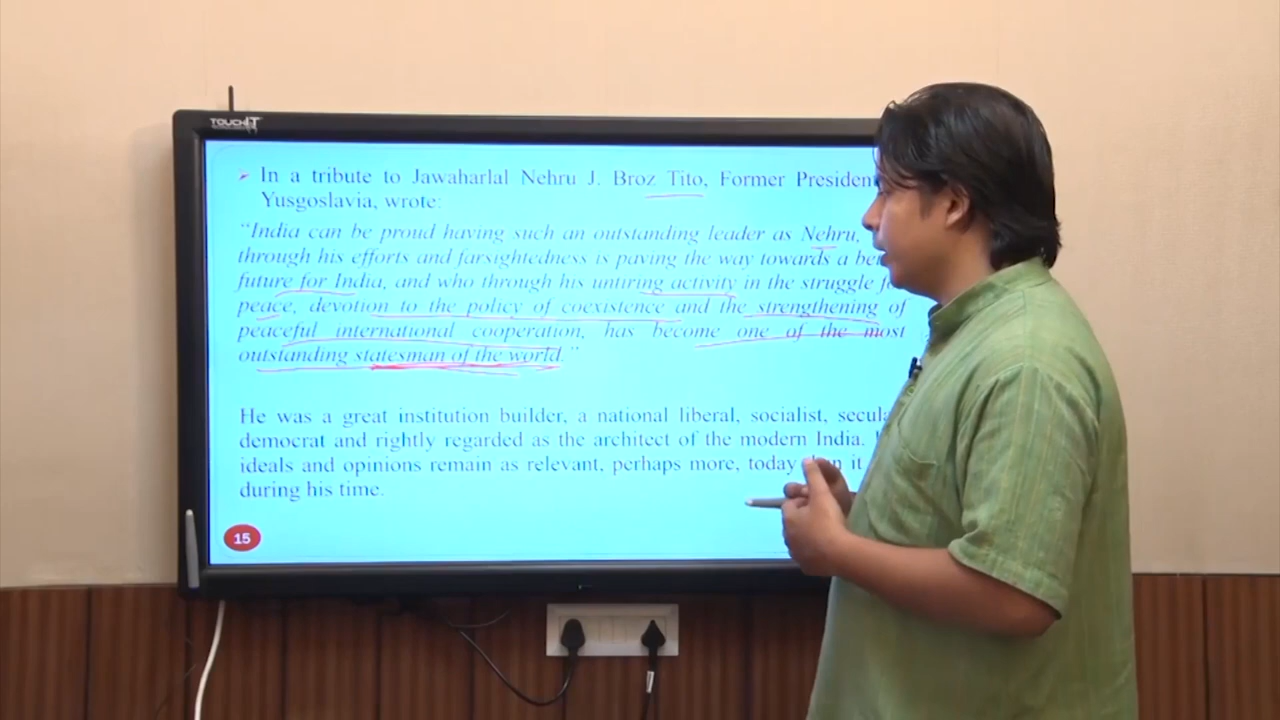 TOUCHIT
➢ In a tribute to Jawaharlal Nehru J. Broz Tito, Former President
Yusgoslavia, wrote:
“India can be proud having such an outstanding leader as Nehru,
through his efforts and farsightedness is paving the way towards a
future for India, and who through his untiring activity in the struggle
peace, devotion to the policy of coexistence and the strengthening of
peaceful international cooperation, has become one of the most
outstanding statesman of the world.”
He was a great institution builder, a national liberal, socialist,
democrat and rightly regarded as the architect of the modern India.
ideals and opinions remain as relevant, perhaps more, today it
during his time.
15